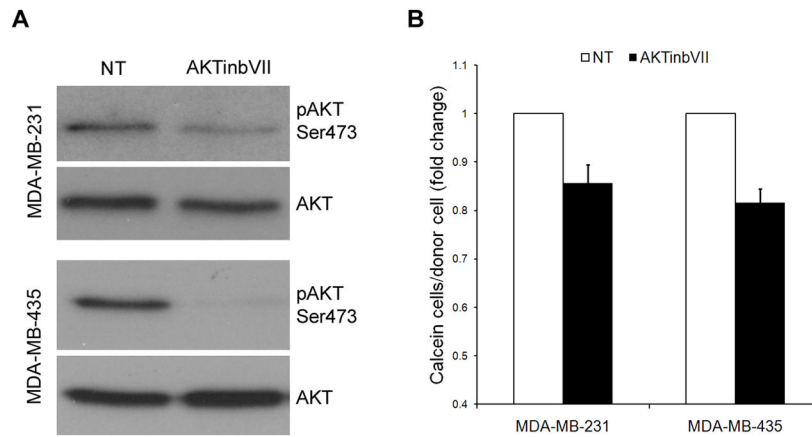 A
NT AKTinbVII
MDA-MB-231
pAKT
Ser473
AKT
MDA-MB-435
pAKT
Ser473
AKT
B
NT AKTinbVII
Calcein cells/donor cell (fold change)
1.1
1
0.9
0.8
0.7
0.6
0.5
0.4
MDA-MB-231 MDA-MB-435